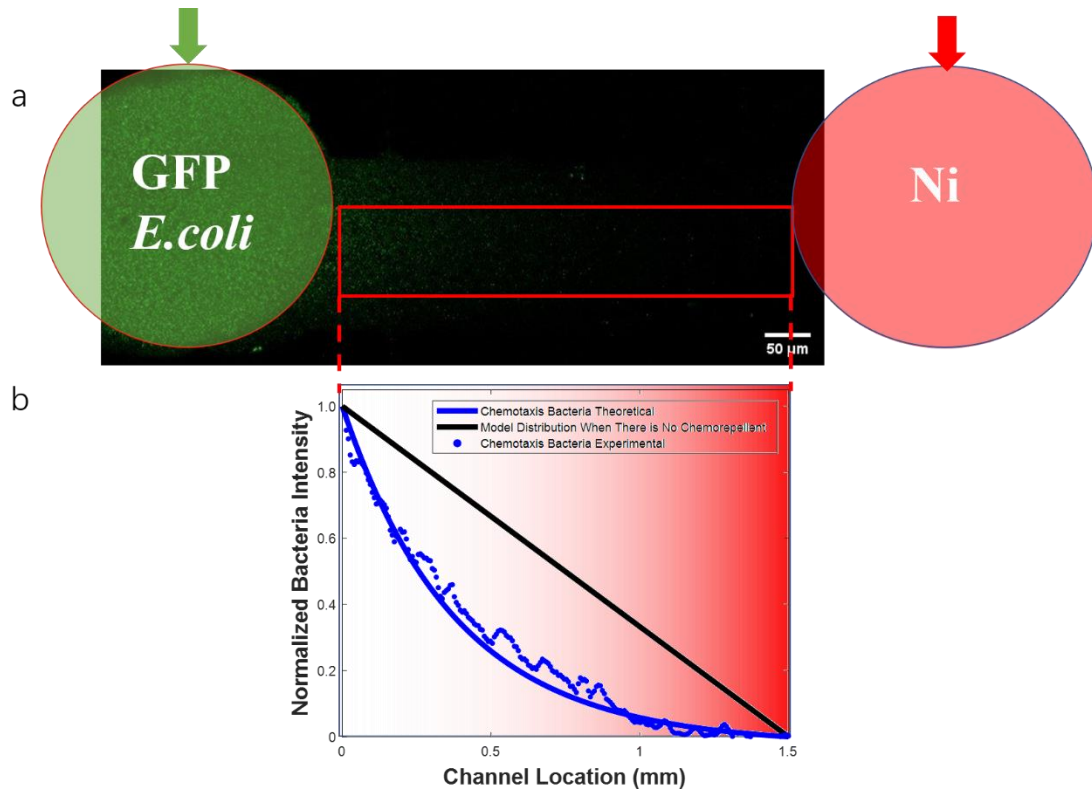 a
GFP
E.coli
Ni
50 µm
b
Chemotaxis Bacteria Theoretical
Model Distribution When There is No Chemorepellent
Chemotaxis Bacteria Experimental
Normalized Bacteria Intensity
1.0
0.8
0.6
0.4
0.2
0
0
0.5
1
1.5
Channel Location (mm)